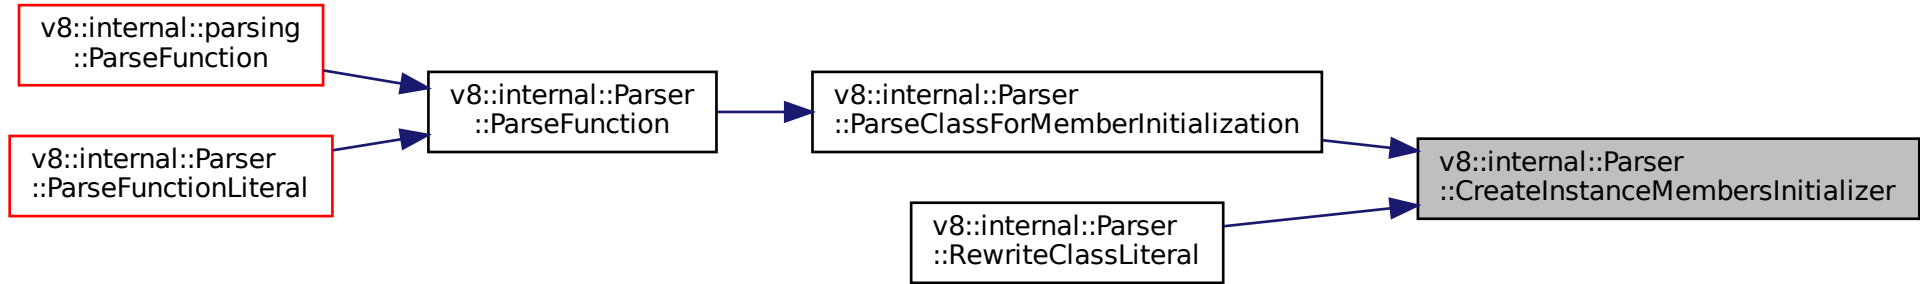 v8::internal::parsing
::ParseFunction
v8::internal::Parser
::ParseFunctionLiteral
v8::internal::Parser
::ParseFunction
v8::internal::Parser
::ParseClassForMemberInitialization
v8::internal::Parser
::RewriteClassLiteral
v8::internal::Parser
::CreateInstanceMembersInitializer